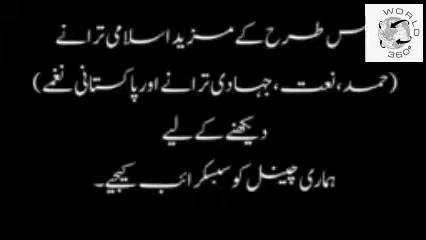 اس طرح کے مزید اسلامی ترانے
(حمد، نعت، جہادی ترانے اور پاکستانی نغمے)
دیکھنے کے لیے
ہماری چینل کو سبسکرائب کیجیے۔
WORLD
360°